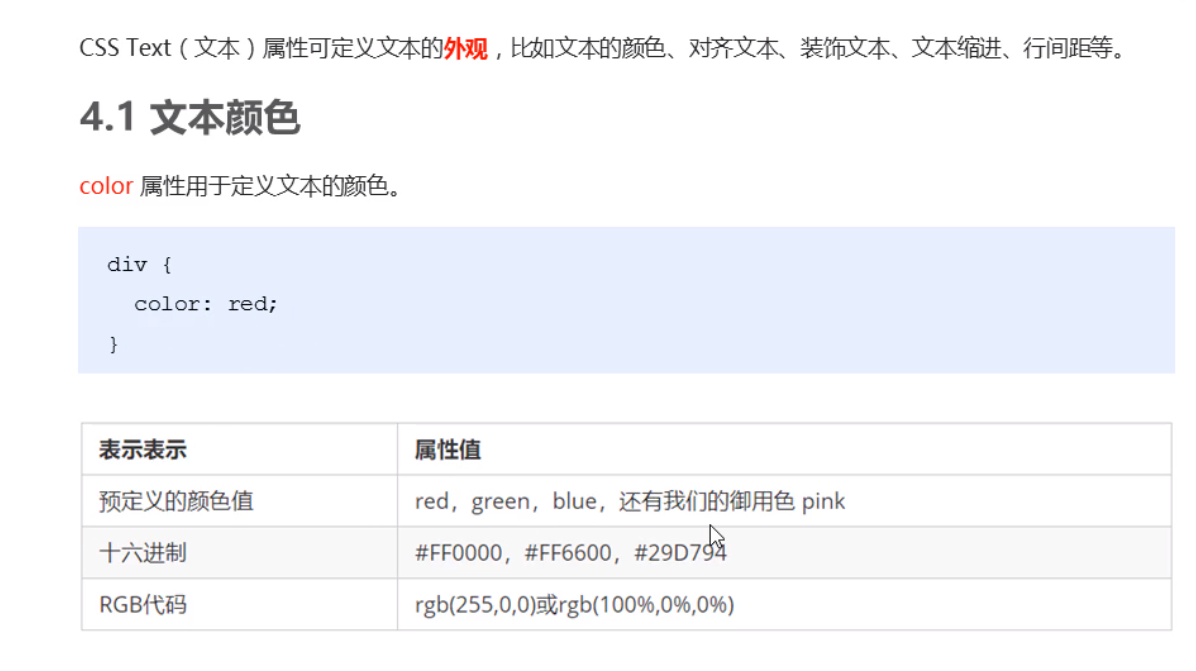 CSS Text（文本）属性可定义文本的外观，比如文本的颜色、对齐文本、装饰文本、文本缩进、行间距等。
4.1 文本颜色
color 属性用于定义文本的颜色。
div {
color: red;
}
表示表示 属性值
预定义的颜色值 red，green，blue，还有我们的御用色 pink
十六进制 #FF0000，#FF6600，#29D794
RGB代码 rgb(255,0,0)或rgb(100%,0%,0%)